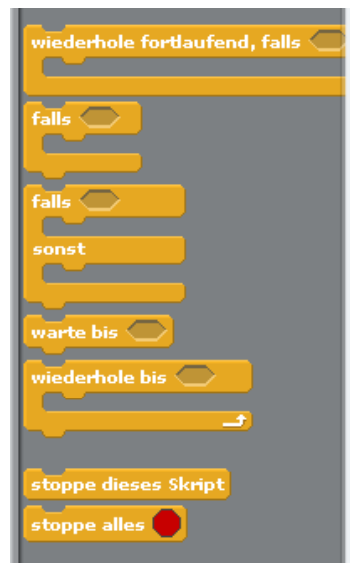 wiederhole fortlaufend, falls
falls
falls
sonst
warte bis
wiederhole bis
stoppe dieses Skript
stoppe alles